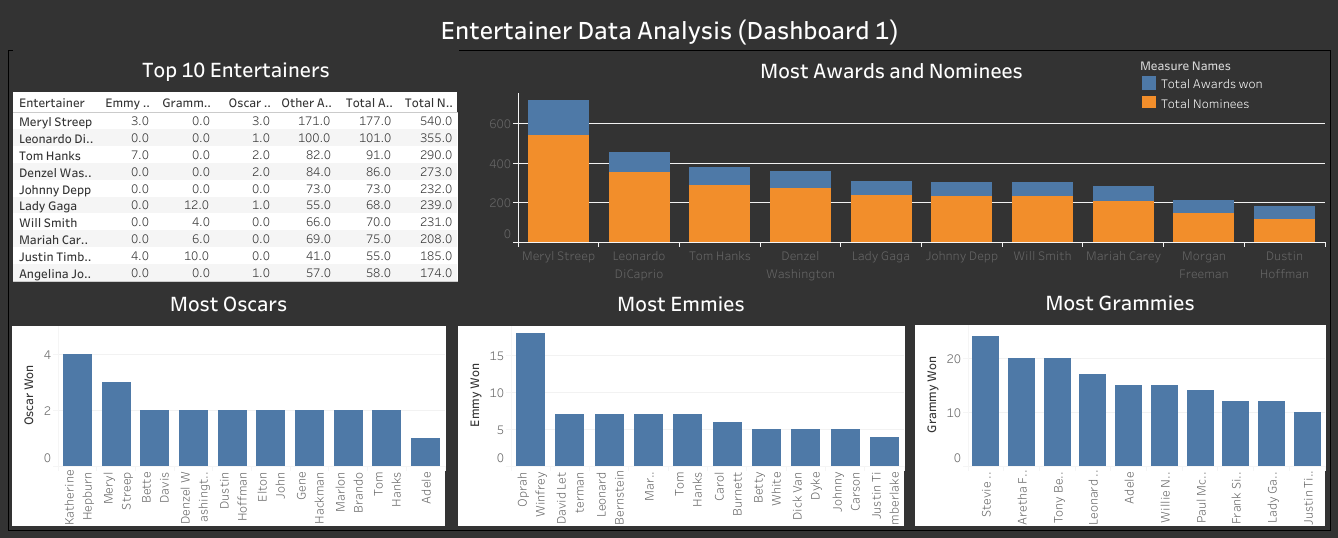 Entertainer Data Analysis (Dashboard 1)
Top 10 Entertainers
Entertainer Emmy .. Gramm.. Oscar .. Other A.. Total A.. Total N..
Meryl Streep 3.0 0.0 3.0 171.0 177.0 540.0
Leonardo Di.. 0.0 0.0 1.0 100.0 101.0 355.0
Tom Hanks 7.0 0.0 2.0 82.0 91.0 290.0
Denzel Was.. 0.0 0.0 2.0 84.0 86.0 273.0
Johnny Depp 0.0 0.0 0.0 73.0 73.0 232.0
Lady Gaga 0.0 12.0 1.0 55.0 68.0 239.0
Will Smith 0.0 4.0 0.0 66.0 70.0 231.0
Mariah Car.. 0.0 6.0 0.0 69.0 75.0 208.0
Justin Timb.. 4.0 10.0 0.0 41.0 55.0 185.0
Angelina Jo.. 0.0 0.0 1.0 57.0 58.0 174.0
Most Awards and Nominees
Measure Names
Total Awards won
Total Nominees
600
400
200
0
Meryl Streep
Leonardo
DiCaprio
Tom Hanks
Denzel
Washington
Lady Gaga
Johnny Depp
Will Smith
Mariah Carey
Morgan
Freeman
Dustin
Hoffman
Most Oscars
Oscar Won
4
2
0
Katherine
Hepburn
Meryl
Streep
Bette
Davis
Denzel W
ashingt..
Dustin
Hoffman
Elton
John
Gene
Hackman
Marlon
Brando
Tom
Hanks
Adele
Most Emmies
Emmy Won
15
10
5
0
Oprah
Winfrey
David Let
terman
Leonard
Bernstein
Mar..
Tom
Hanks
Carol
Burnett
Betty
White
Dick Van
Dyke
Johnny
Carson
Justin Ti
mberlake
Most Grammies
Grammy Won
20
10
0
Stevie ..
Aretha F..
Tony Be..
Leonard ..
Adele
Willie N..
Paul Mc..
Frank Si..
Lady Ga..
Justin Ti..